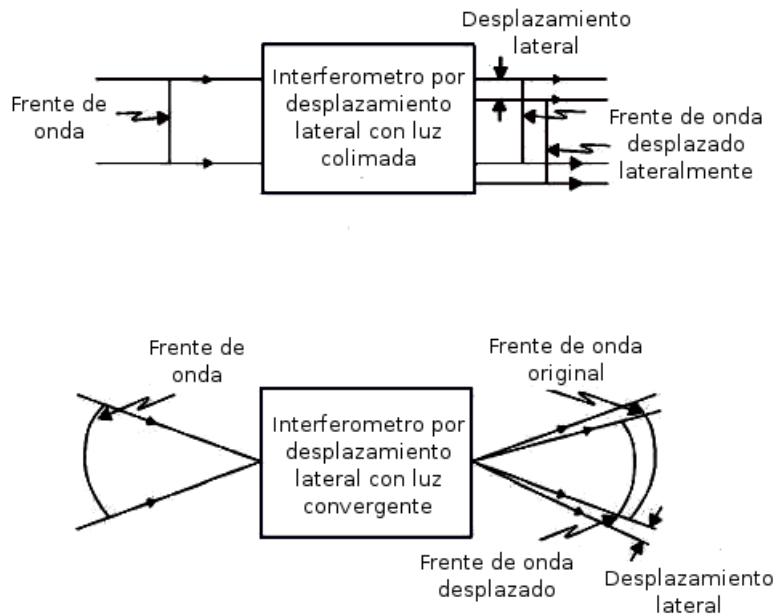 Desplazamiento
lateral
Frente de
onda
Interferometro por
desplazamiento
lateral con luz
colimada
Frente de onda
desplazado
lateralmente
Frente de
onda
Frente de onda
original
Interferometro por
desplazamiento
lateral con luz
convergente
Frente de onda
desplazado
Desplazamiento
lateral